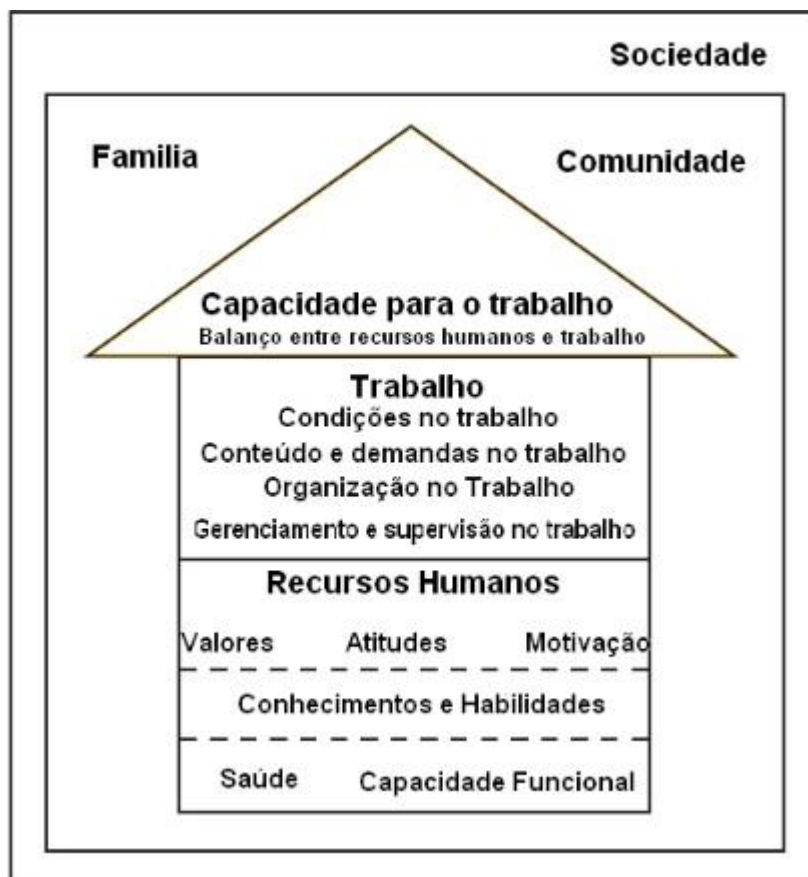 Sociedade
Familia
Comunidade
Capacidade para o trabalho
Balanço entre recursos humanos e trabalho
Trabalho
Condições no trabalho
Conteúdo e demandas no trabalho
Organização no Trabalho
Gerenciamento e supervisão no trabalho
Recursos Humanos
Valores Atitudes Motivação
Conhecimentos e Habilidades
Saúde Capacidade Funcional